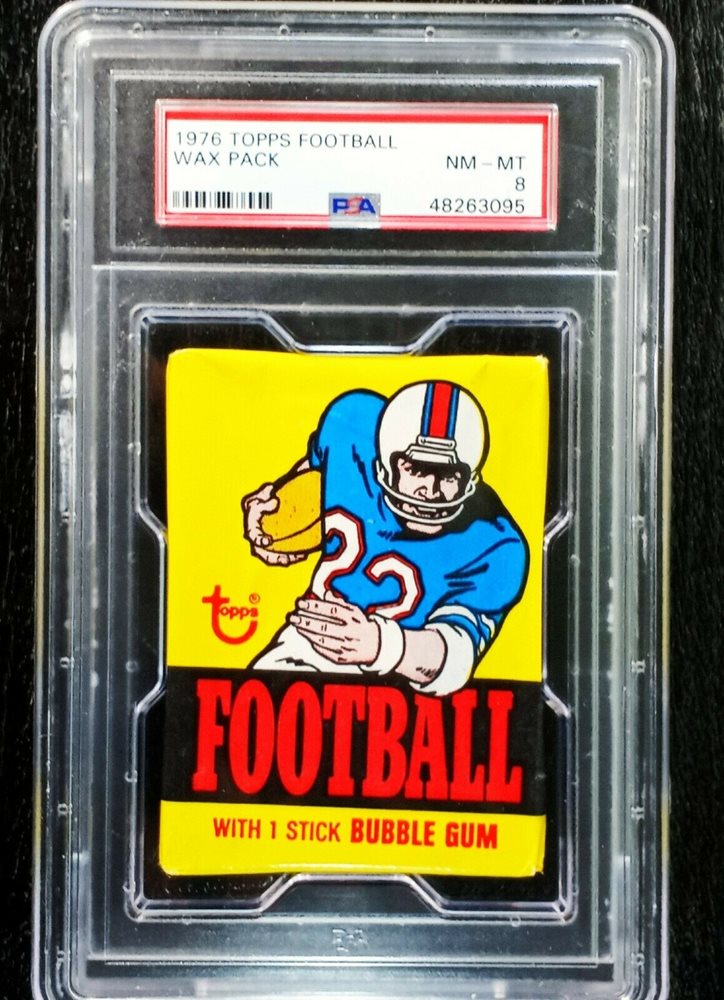 1976 TOPPS FOOTBALL
WAX PACK
NM - MT
8
PSA
48263095
22
Topps®
FOOTBALL
WITH 1 STICK BUBBLE GUM